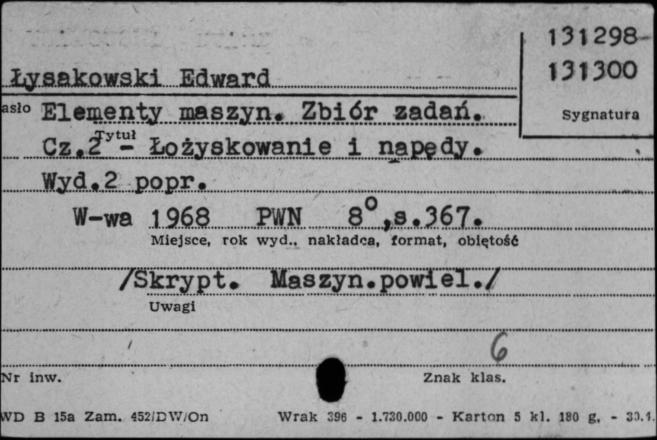 131298-
131300
Sygnatura
Łysakowski Edward
asło Elementy maszyn. Zbiór zadań.
Tytuł
Cz.2 - Łożyskowanie i napędy.
Wyd.2 popr.
W-wa 1968 PWN 8°,s.367.
Miejsce, rok wyd., nakładca, format, objętość
/Skrypt. Maszyn.powiel./
Uwagi
6
Nr inw. Znak klas.
WD B 15a Zam. 452/DW/On Wrak 396 - 1.730.000 - Karton 5 kl. 180 g. - 30.1.